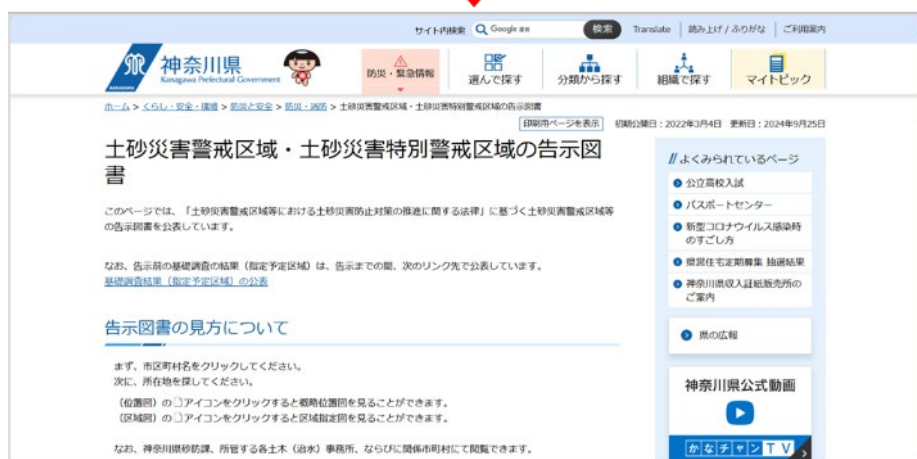 サイト内検索 Google 検索 Translate 読み上げ / ふりがな ご利用案内
神奈川県
Kanagawa Prefectural Government
KANAGAWA
防災・緊急情報
選んで探す
分類から探す
組織で探す
マイトピック
ホーム > くらし・安全・環境 > 防災と安全 > 防災・消防 > 土砂災害警戒区域・土砂災害特別警戒区域の告示図書
印刷用ページを表示 初期公開日：2022年3月4日 更新日：2024年9月25日
土砂災害警戒区域・土砂災害特別警戒区域の告示図
書
このページでは、「土砂災害警戒区域等における土砂災害防止対策の推進に関する法律」に基づく土砂災害警戒区域等
の告示図書を公表しています。
なお、告示前の基礎調査の結果（指定予定区域）は、告示までの間、次のリンク先で公表しています。
基礎調査結果（指定予定区域）の公表
告示図書の見方について
まず、市区町村名をクリックしてください。
次に、所在地を探してください。
（位置図）のアイコンをクリックすると概略位置図を見ることができます。
（区域図）のアイコンをクリックすると区域指定図を見ることができます。
なお、神奈川県砂防課、所管する各土木（治水）事務所、ならびに関係市町村にて閲覧できます。
よくみられているページ
公立高校入試
パスポートセンター
新型コロナウイルス感染時
のすごし方
県営住宅定期募集 抽選結果
神奈川県収入証紙販売所の
ご案内
県の広報
神奈川県公式動画
かなチャンTV